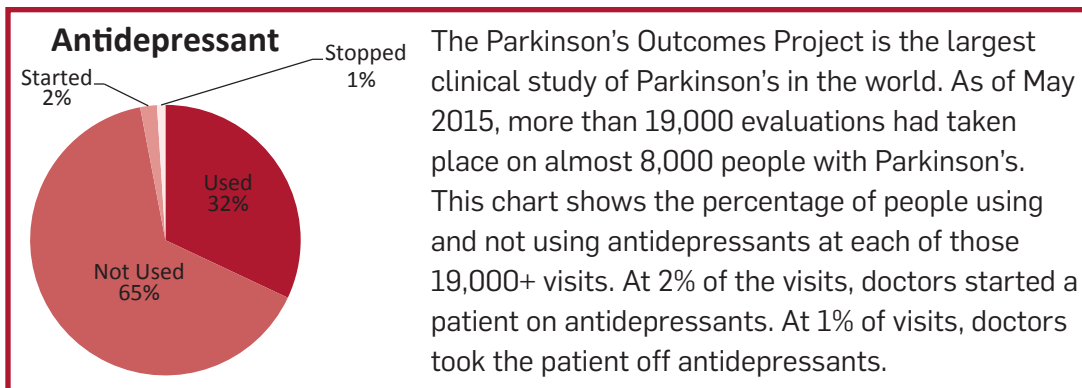 Antidepressant
Started
2%
Stopped
1%
Used
32%
Not Used
65%
The Parkinson’s Outcomes Project is the largest
clinical study of Parkinson’s in the world. As of May
2015, more than 19,000 evaluations had taken
place on almost 8,000 people with Parkinson’s.
This chart shows the percentage of people using
and not using antidepressants at each of those
19,000+ visits. At 2% of the visits, doctors started a
patient on antidepressants. At 1% of visits, doctors
took the patient off antidepressants.